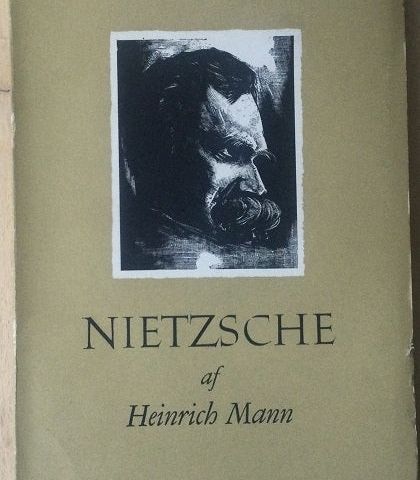 NIETZSCHE
af
Heinrich Mann